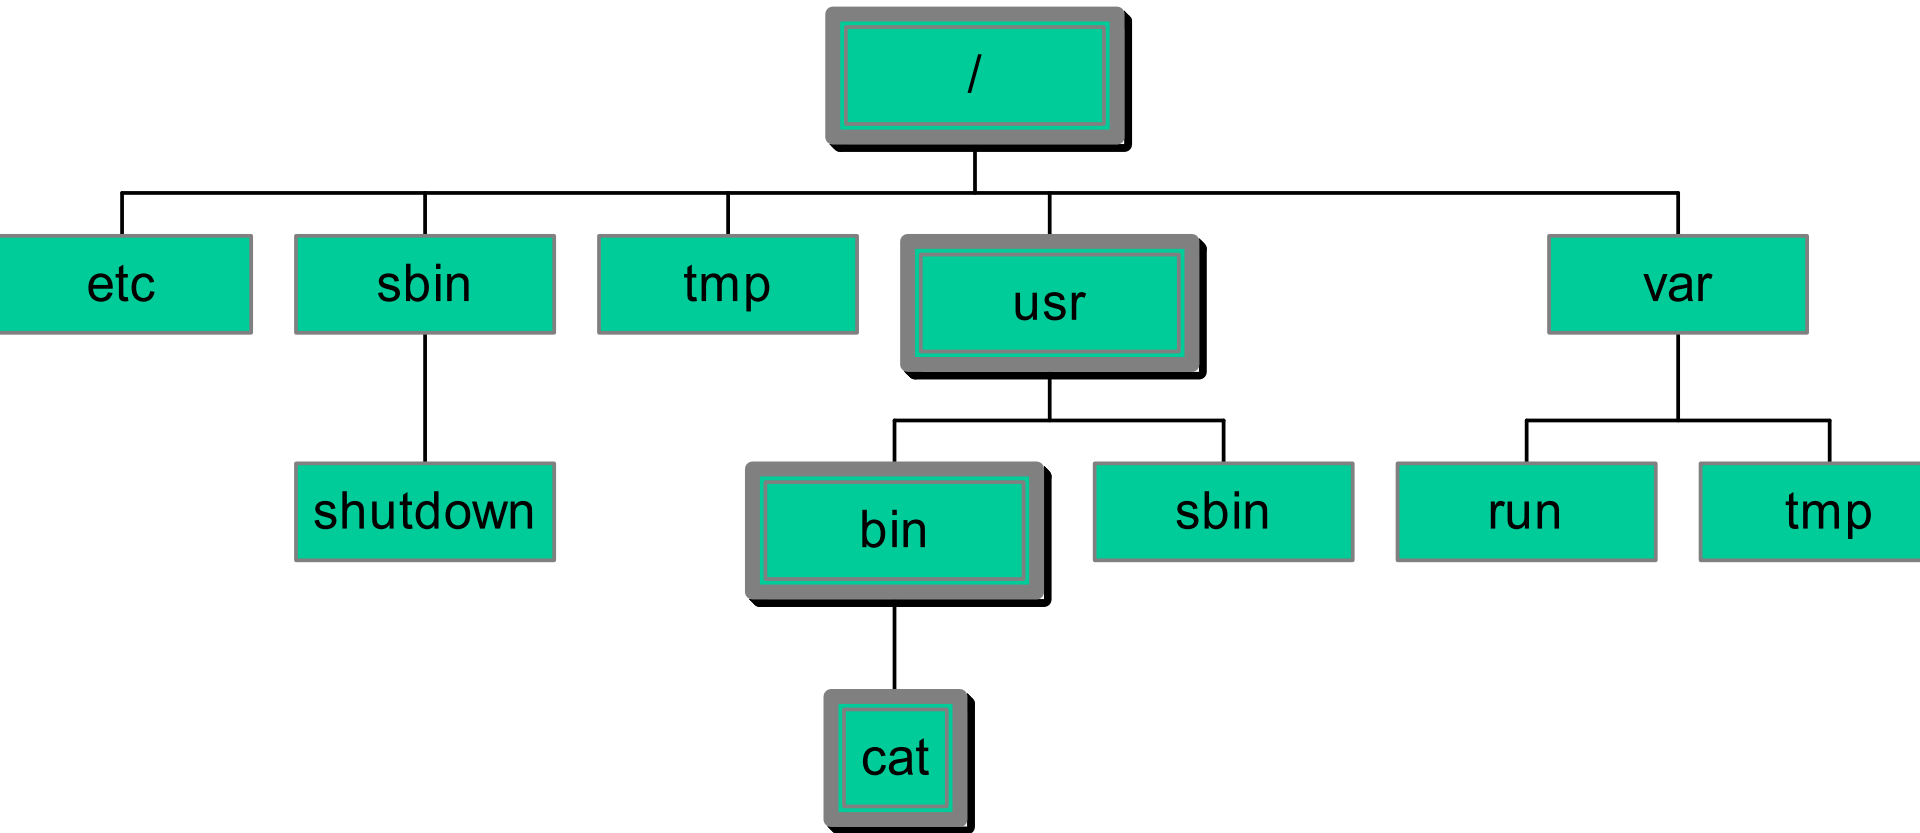 /
etc
sbin
tmp
usr
var
shutdown
bin
sbin
run
tmp
cat